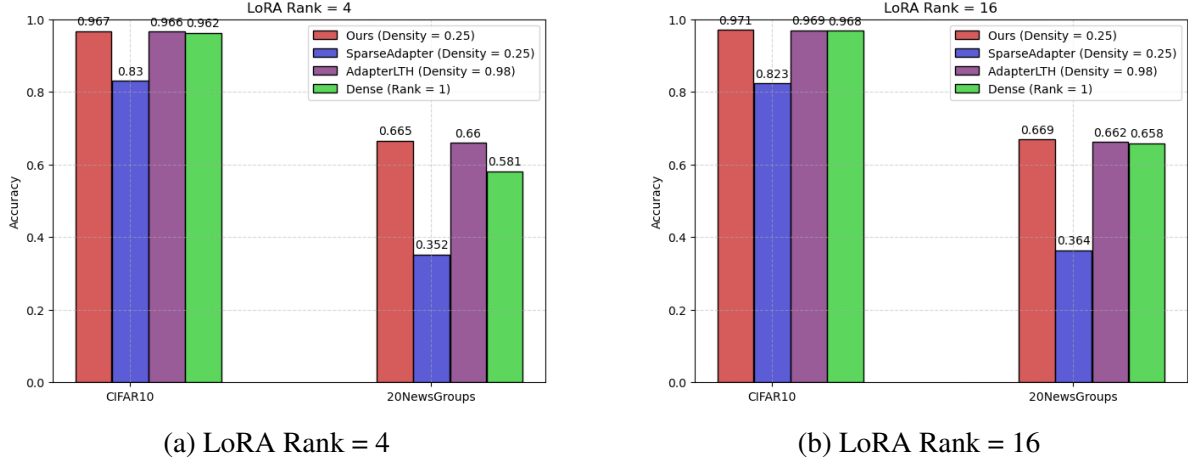 LoRA Rank = 4
1.0
0.8
0.6
0.4
0.2
0.0
Accuracy
0.967
0.83
0.966
0.962
0.665
0.352
0.66
0.581
Ours (Density = 0.25)
SparseAdapter (Density = 0.25)
AdapterLTH (Density = 0.98)
Dense (Rank = 1)
CIFAR10
20NewsGroups
(a) LoRA Rank = 4
LoRA Rank = 16
1.0
0.8
0.6
0.4
0.2
0.0
Accuracy
0.971
0.823
0.969
0.968
0.669
0.364
0.662
0.658
Ours (Density = 0.25)
SparseAdapter (Density = 0.25)
AdapterLTH (Density = 0.98)
Dense (Rank = 1)
CIFAR10
20NewsGroups
(b) LoRA Rank = 16